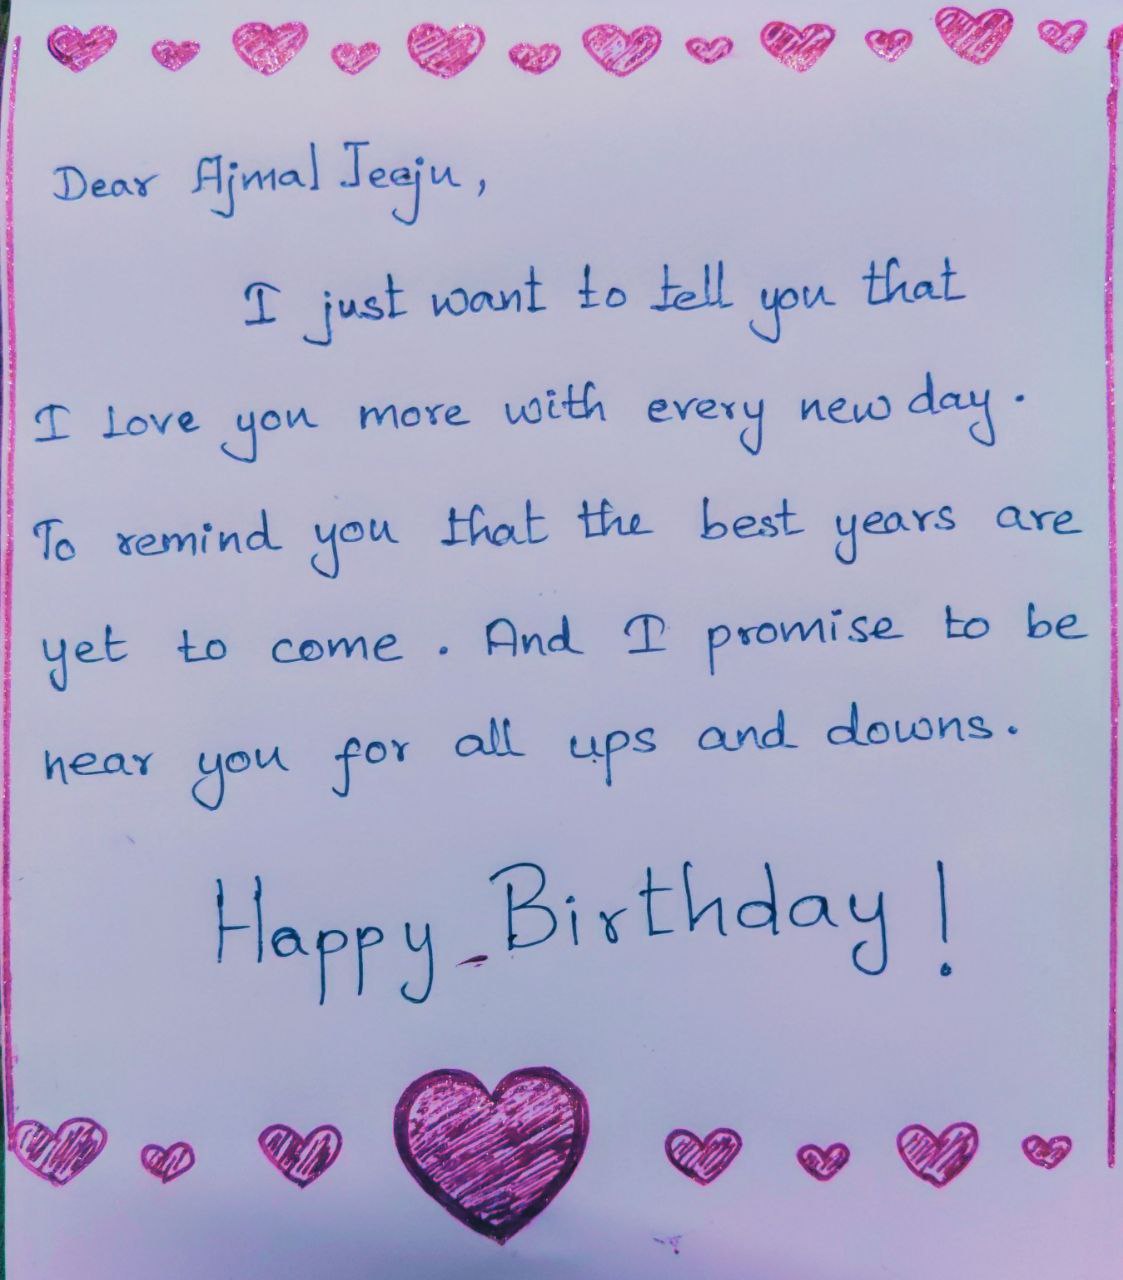 Dear Ajmal Jeeju,
I just want to tell you that
I Love you more with every new day.
To remind you that the best years are
yet to come. And I promise to be
near you for all ups and downs.
Happy Birthday!